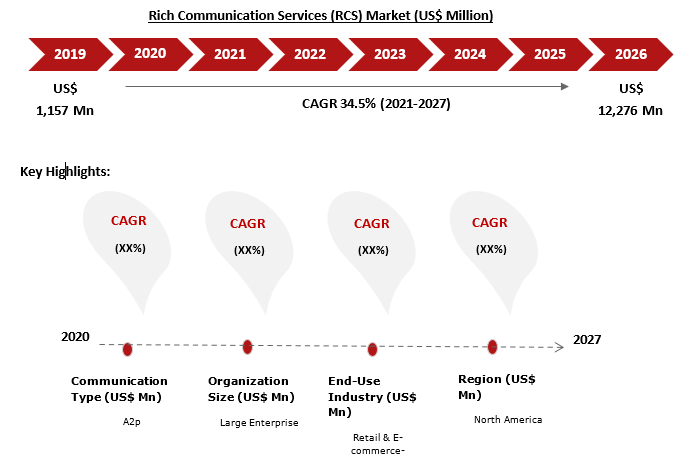 Rich Communication Services (RCS) Market (US$ Million)
2019 2020 2021 2022 2023 2024 2025 2026
US$
1,157 Mn
CAGR 34.5% (2021-2027)
US$
12,276 Mn
Key Highlights:
CAGR
(XX%)
CAGR
(XX%)
CAGR
(XX%)
CAGR
(XX%)
2020
2027
Communication
Type (US$ Mn)
A2p
Organization
Size (US$ Mn)
Large Enterprise
End-Use
Industry (US$
Mn)
Retail & E-
commerce-
Region (US$
Mn)
North America